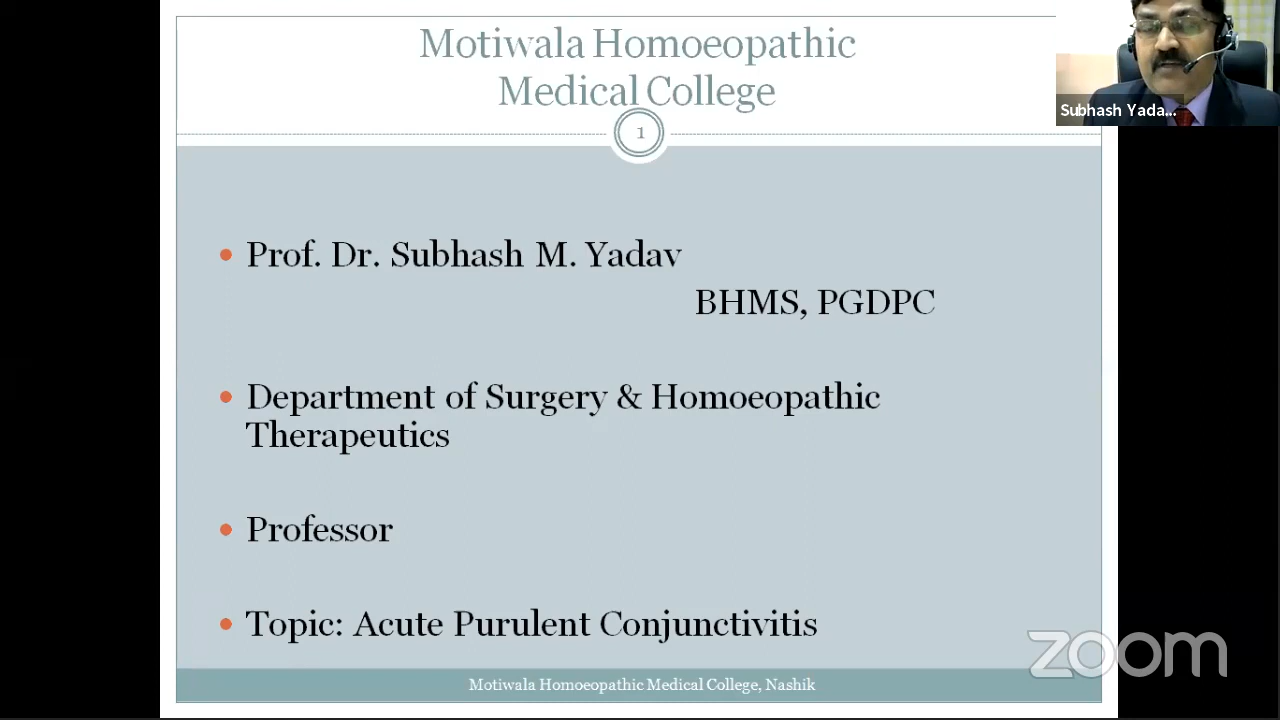 Motiwala Homoeopathic
Medical College
1
Subhash Yada...
Prof. Dr. Subhash M. Yadav
BHMS, PGDPC
Department of Surgery & Homoeopathic
Therapeutics
Professor
Topic: Acute Purulent Conjunctivitis
zoom
Motiwala Homoeopathic Medical College, Nashik